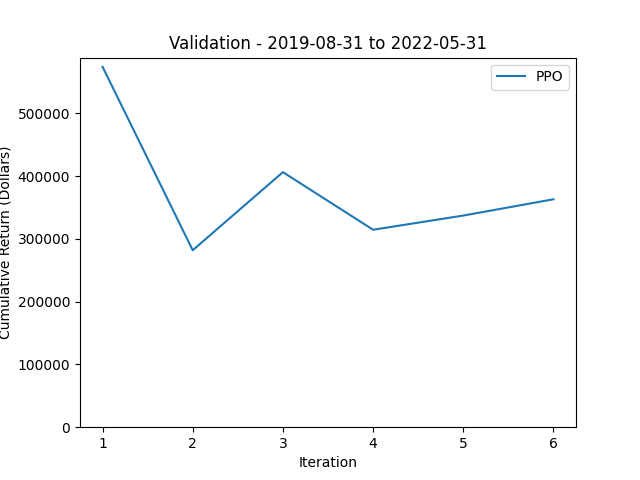 Validation - 2019-08-31 to 2022-05-31
PPO
Cumulative Return (Dollars)
500000
400000
300000
200000
100000
0
1 2 3 4 5 6
Iteration